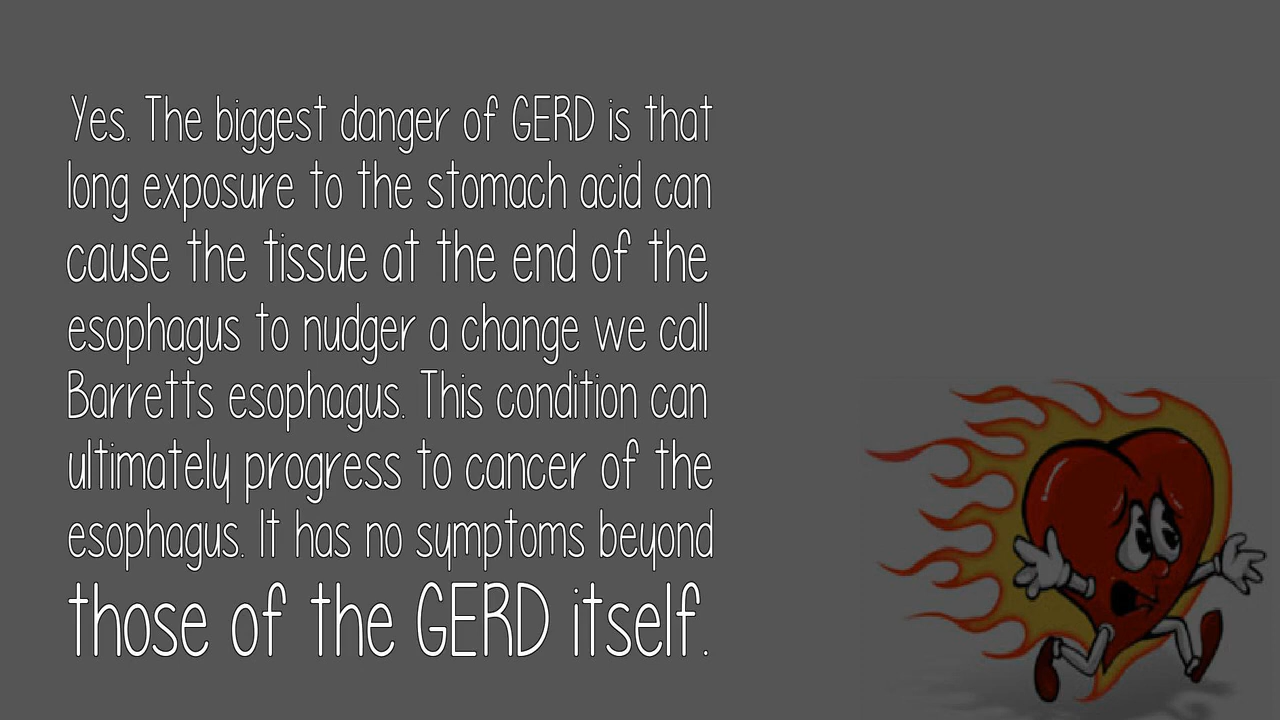 Yes. The biggest danger of GERD is that
long exposure to the stomach acid can
cause the tissue at the end of the
esophagus to nudger a change we call
Barretts esophagus. This condition can
ultimately progress to cancer of the
esophagus. It has no symptoms beyond
those of the GERD itself.